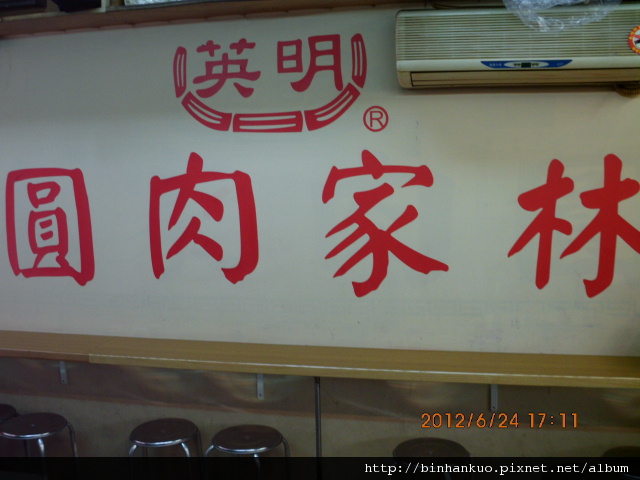 明英
®
林家肉圓
2012/6/24 17:11
http://binhankuo.pixnet.net/album